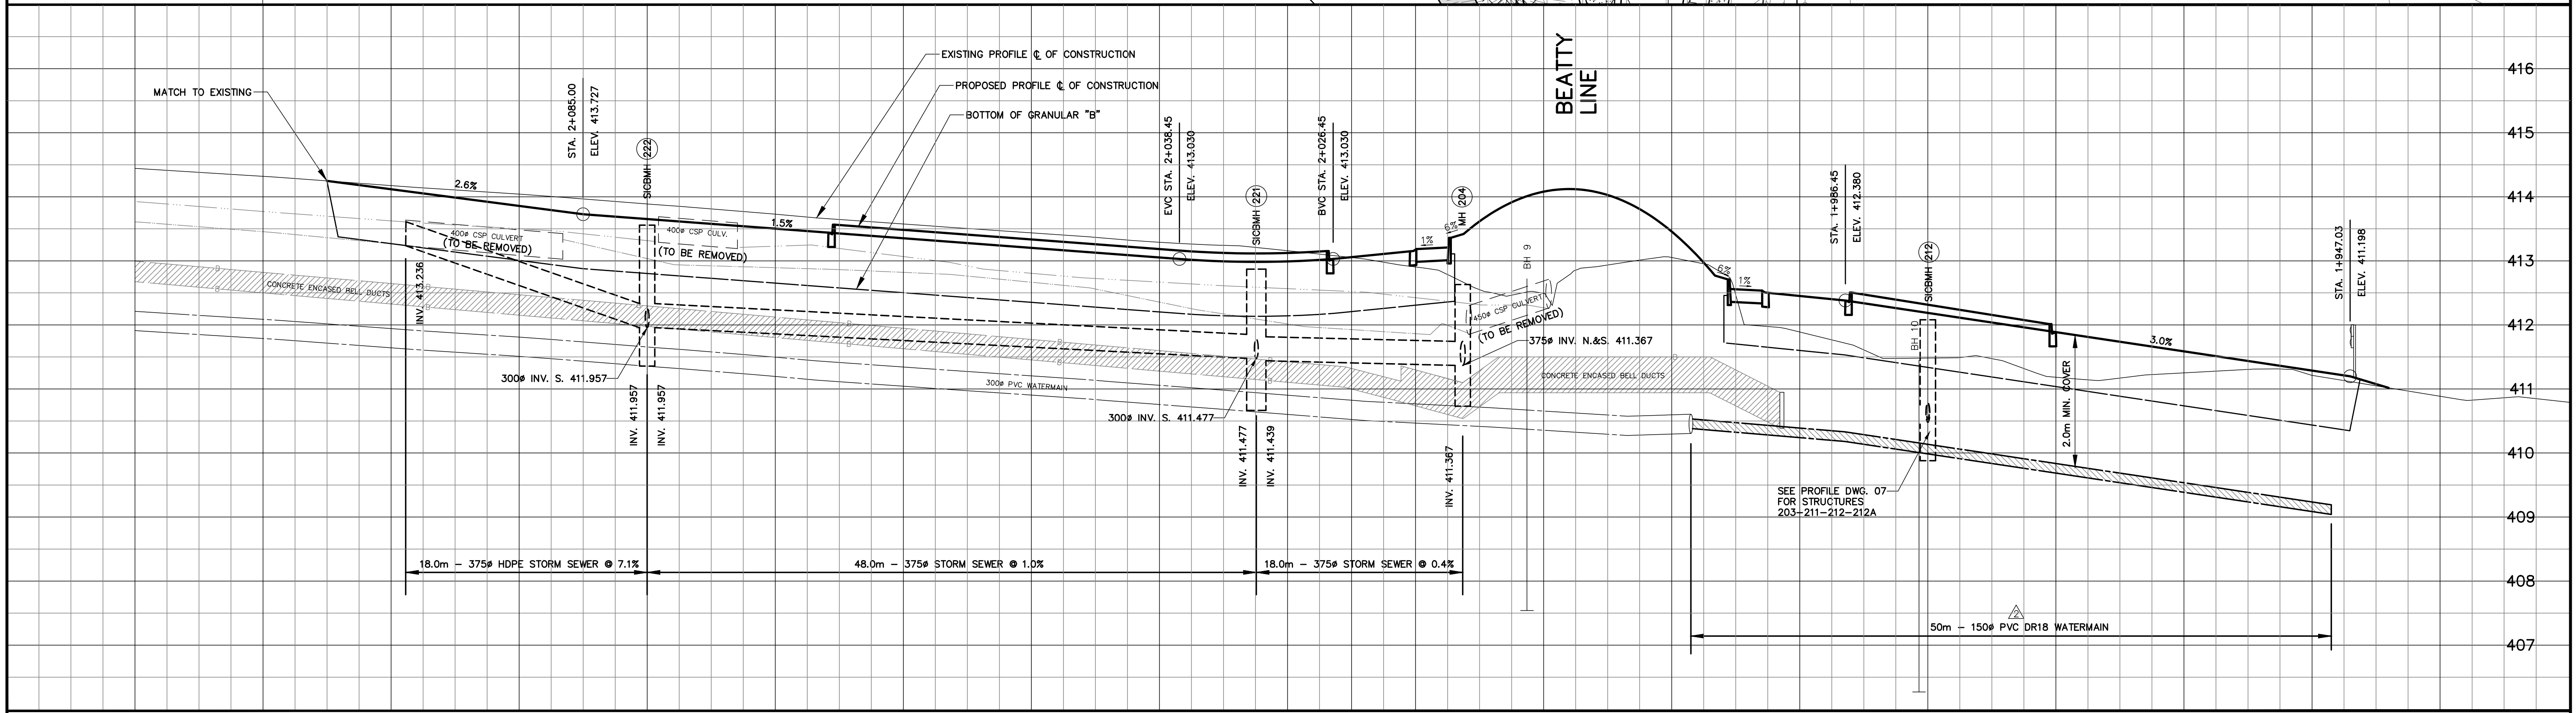 EXISTING PROFILE ℄ OF CONSTRUCTION
PROPOSED PROFILE ℄ OF CONSTRUCTION
BOTTOM OF GRANULAR "B"
MATCH TO EXISTING
STA. 2+085.00
ELEV. 413.727
SICBMH 222
EVC STA. 2+038.45
ELEV. 413.030
SICBMH 221
BVC STA. 2+026.45
ELEV. 413.030
MH 204
BEATTY
LINE
STA. 1+986.45
ELEV. 412.380
SICBMH 212
STA. 1+947.03
ELEV. 411.198
416
415
414
413
412
411
410
409
408
407
2.6%
1.5%
1%
6%
6%
1%
3.0%
400ø CSP CULVERT
(TO BE REMOVED)
400ø CSP CULV.
(TO BE REMOVED)
450ø CSP CULVERT
(TO BE REMOVED)
BH 9
BH 10
CONCRETE ENCASED BELL DUCTS
B
B
B
B
B
B
B
B
B
B
B
CONCRETE ENCASED BELL DUCTS
300ø PVC WATERMAIN
INV. 413.236
300ø INV. S. 411.957
INV. 411.957
INV. 411.957
300ø INV. S. 411.477
INV. 411.477
INV. 411.439
375ø INV. N.&S. 411.367
INV. 411.367
2.0m MIN. COVER
SEE PROFILE DWG. 07
FOR STRUCTURES
203-211-212-212A
18.0m - 375ø HDPE STORM SEWER @ 7.1%
48.0m - 375ø STORM SEWER @ 1.0%
18.0m - 375ø STORM SEWER @ 0.4%
2
50m - 150ø PVC DR18 WATERMAIN